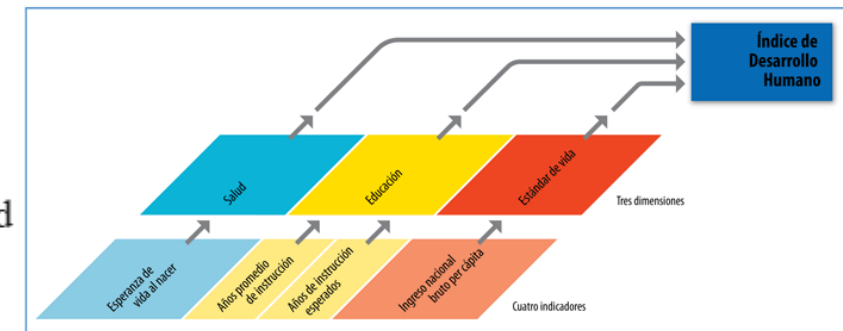 Índice de
Desarrollo
Humano
Salud
Educación
Estándar de vida
Tres dimensiones
d
Esperanza de
vida al nacer
Años promedio
de instrucción
Años de instrucción
esperados
Ingreso nacional
bruto per cápita
Cuatro indicadores